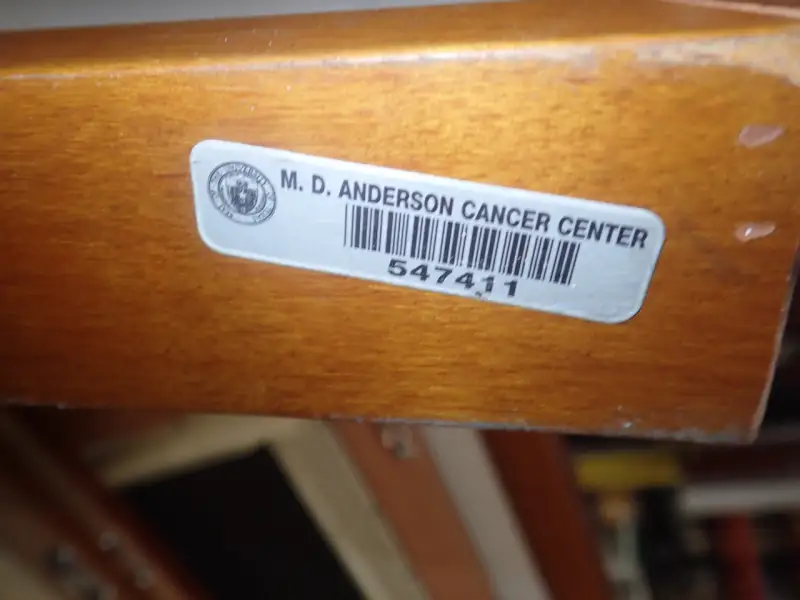 M. D. ANDERSON CANCER CENTER
547411